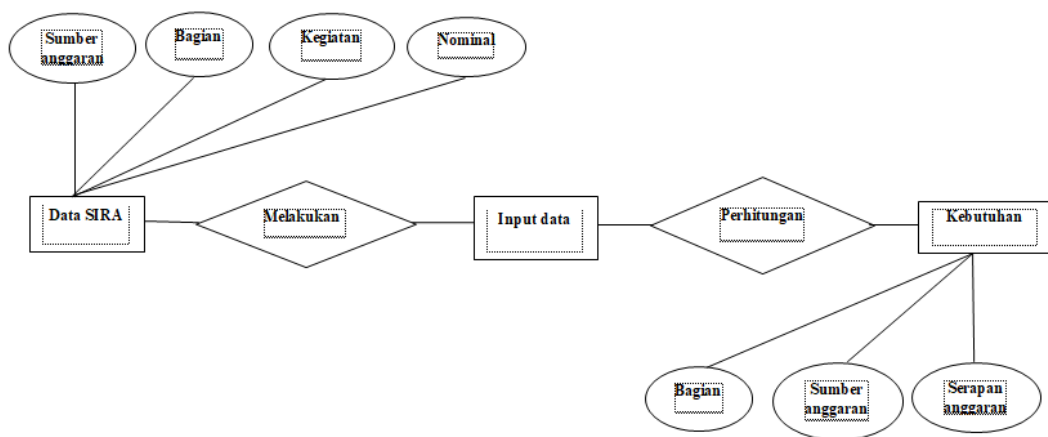 Sumber
anggaran
Bagian
Kegiatan
Nominal
Data SIRA
Melakukan
Input data
Perhitungan
Kebutuhan
Bagian
Sumber
anggaran
Serapan
anggaran